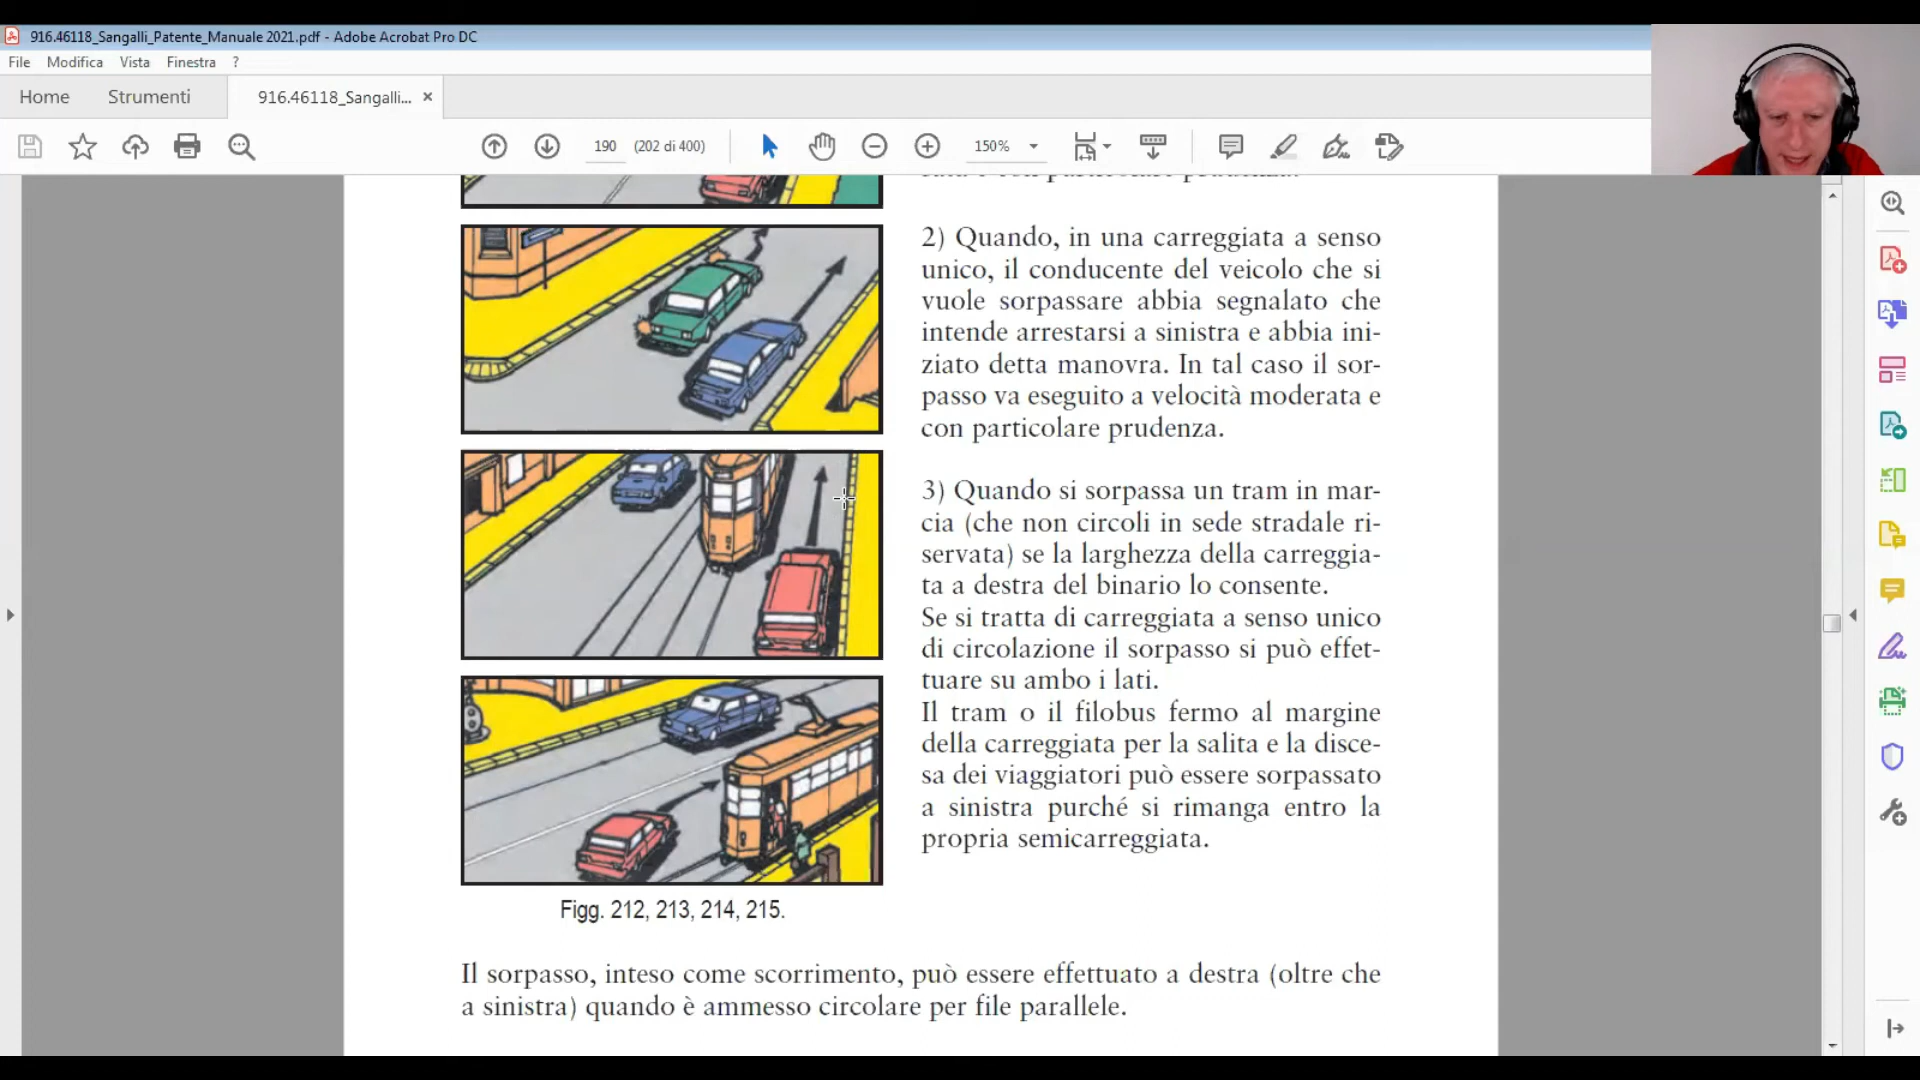 916.46118_Sangalli_Patente_Manuale 2021.pdf - Adobe Acrobat Pro DC
File Modifica Vista Finestra ?
Home Strumenti 916.46118_Sangalli... ×
190 (202 di 400) 150%
2) Quando, in una carreggiata a senso
unico, il conducente del veicolo che si
vuole sorpassare abbia segnalato che
intende arrestarsi a sinistra e abbia ini-
ziato detta manovra. In tal caso il sor-
passo va eseguito a velocità moderata e
con particolare prudenza.
3) Quando si sorpassa un tram in mar-
cia (che non circoli in sede stradale ri-
servata) se la larghezza della carreggia-
ta a destra del binario lo consente.
Se si tratta di carreggiata a senso unico
di circolazione il sorpasso si può effet-
tuare su ambo i lati.
Il tram o il filobus fermo al margine
della carreggiata per la salita e la disce-
sa dei viaggiatori può essere sorpassato
a sinistra purché si rimanga entro la
propria semicarreggiata.
Figg. 212, 213, 214, 215.
Il sorpasso, inteso come scorrimento, può essere effettuato a destra (oltre che
a sinistra) quando è ammesso circolare per file parallele.